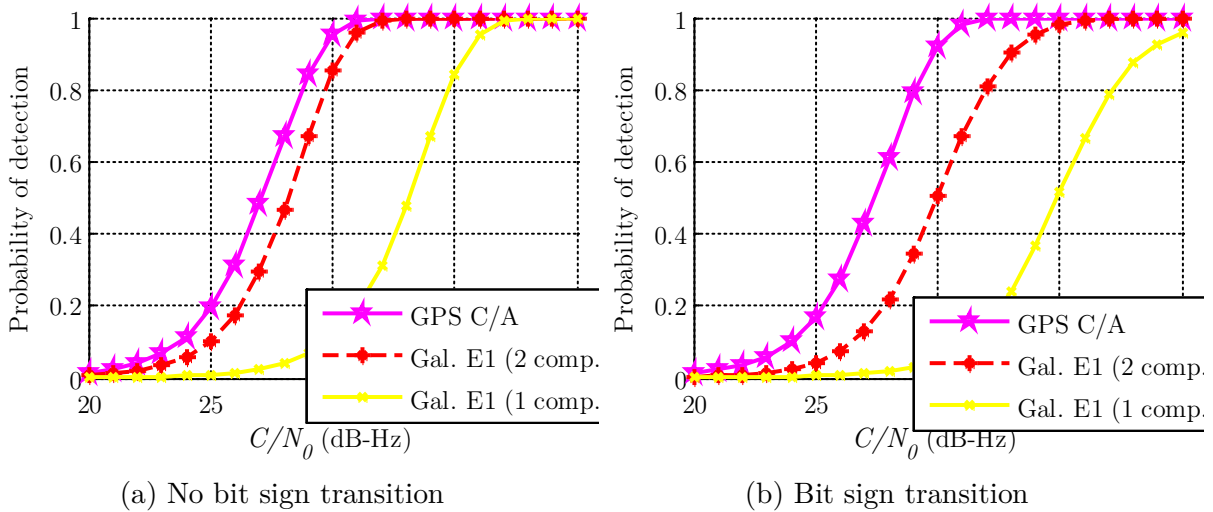 Probability of detection
1
0.8
0.6
0.4
0.2
0
20
25
C/N0 (dB-Hz)
GPS C/A
Gal. E1 (2 comp.
Gal. E1 (1 comp.
(a) No bit sign transition
Probability of detection
1
0.8
0.6
0.4
0.2
0
20
25
C/N0 (dB-Hz)
GPS C/A
Gal. E1 (2 comp.
Gal. E1 (1 comp.
(b) Bit sign transition